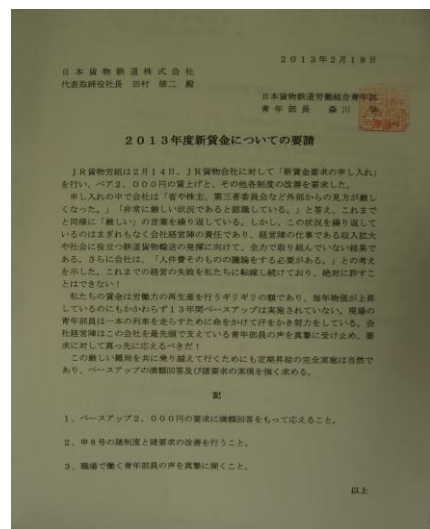 2013年2月18日
日本貨物鉄道株式会社
代表取締役社長 田村 修二 殿
日本貨物鉄道労働組合青年部
青年部長 森川
2013年度新賃金についての要請
JR貨物労組は2月14日、JR貨物会社に対して「新賃金要求の申し入れ」
を行い、ベア2,000円の賃上げと、その他各制度の改善を要求した。
申し入れの中で会社は「省や株主、第三者委員会など外部からの見方が厳し
くなった。」「非常に厳しい状況であると認識している。」と答え、これまで
と同様に「厳しい」の言葉を繰り返している。しかし、この状況を繰り返して
いるのはまぎれもなく会社経営陣の責任であり、経営陣の仕事である収入拡大
や社会に役立つ鉄道貨物輸送の発揮に向けて、全力で取り組んでいない結果で
ある。さらに会社は、「人件費そのものの議論をする必要がある。」との考え
を示した。これまでの経営の失敗を私たちに転嫁し続けており、絶対に許すこ
とはできない!
私たちの賃金は労働力の再生産を行うギリギリの額であり、毎年物価が上昇
しているのにもかかわらず13年間ベースアップは実施されていない。現場の
青年部員は一本の列車を走らすために命をかけて汗をかき努力をしている。会
社経営陣はこの会社を最先頭で支えている青年部員の声を真摯に受け止め、要
求に対して真っ先に応えるべきだ!
この厳しい難局を共に乗り越えて行くためにも定期昇給の完全実施は当然で
あり、ベースアップの満額回答及び諸要求の実現を強く求める。
記
1、ベースアップ2,000円の要求に満額回答をもって応えること。
2、申8号の諸制度と諸要求の改善を行うこと。
3、職場で働く青年部員の声を真摯に聞くこと。
以上